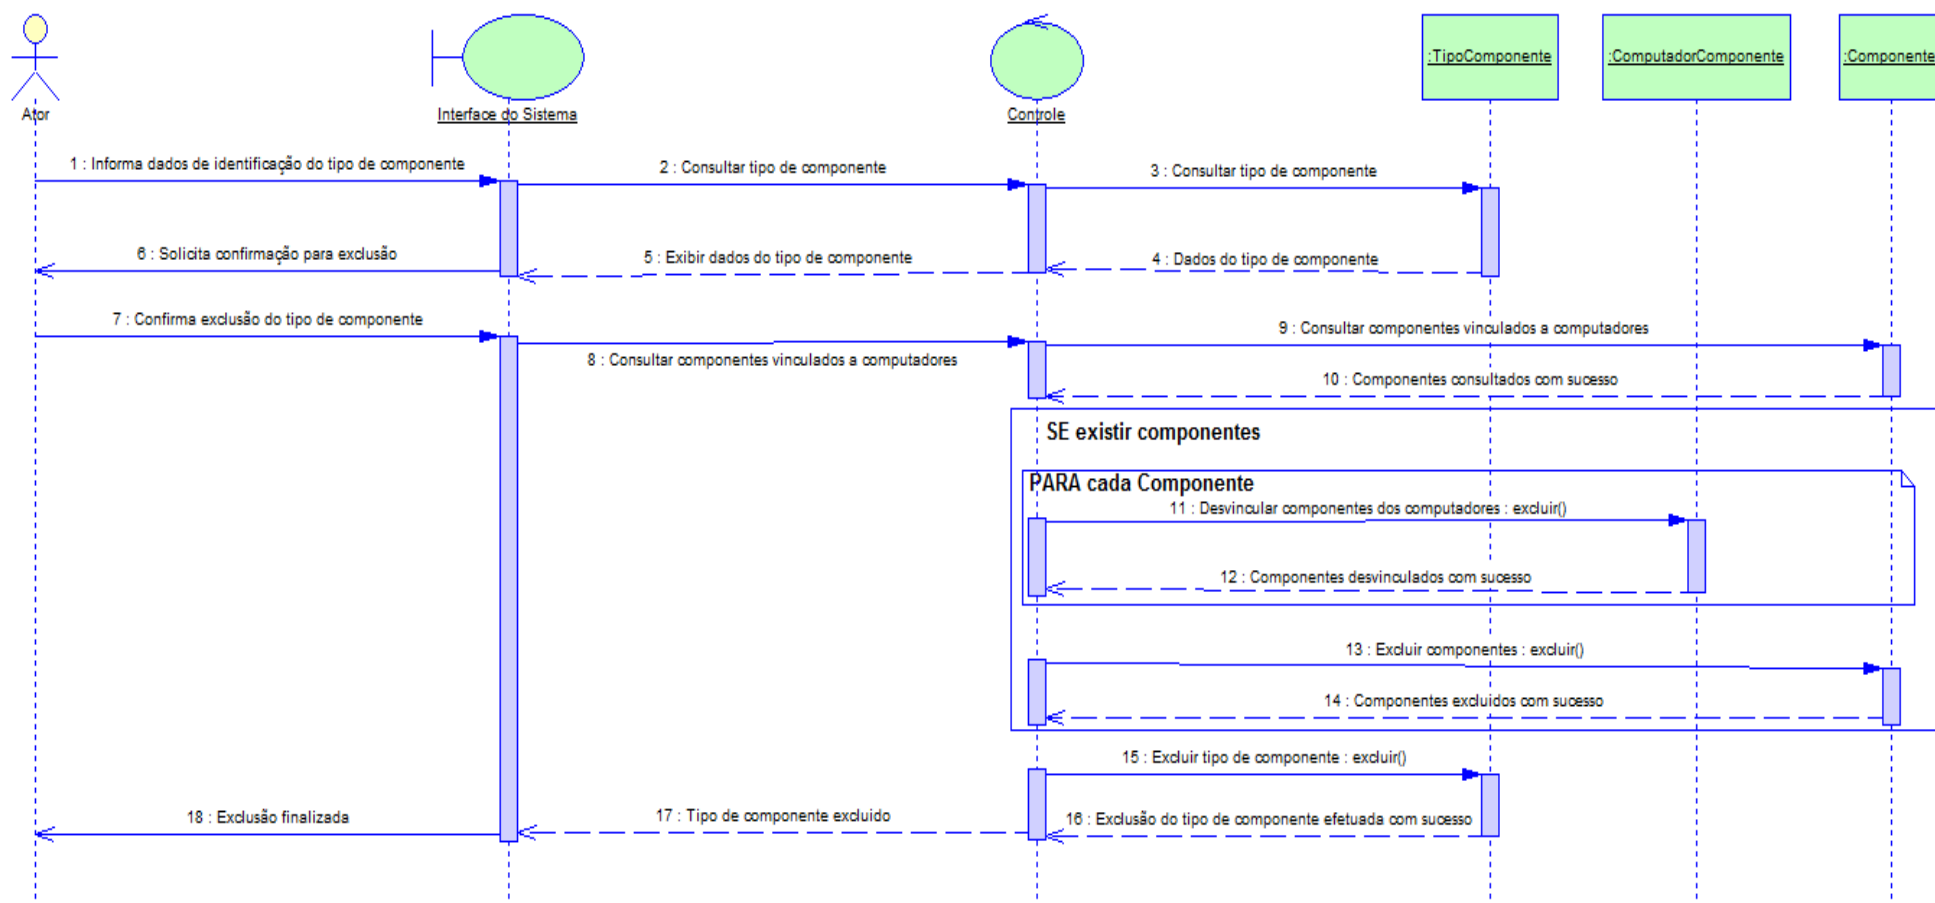 :TipoComponente
:ComputadorComponente
:Componente
Ator
Interface do Sistema
Controle
1 : Informa dados de identificação do tipo de componente
2 : Consultar tipo de componente
3 : Consultar tipo de componente
6 : Solicita confirmação para exclusão
5 : Exibir dados do tipo de componente
4 : Dados do tipo de componente
7 : Confirma exclusão do tipo de componente
9 : Consultar componentes vinculados a computadores
8 : Consultar componentes vinculados a computadores
10 : Componentes consultados com sucesso
SE existir componentes
PARA cada Componente
11 : Desvincular componentes dos computadores : excluir()
12 : Componentes desvinculados com sucesso
13 : Excluir componentes : excluir()
14 : Componentes excluidos com sucesso
15 : Excluir tipo de componente : excluir()
18 : Exclusão finalizada
17 : Tipo de componente excluido
16 : Exclusão do tipo de componente efetuada com sucesso